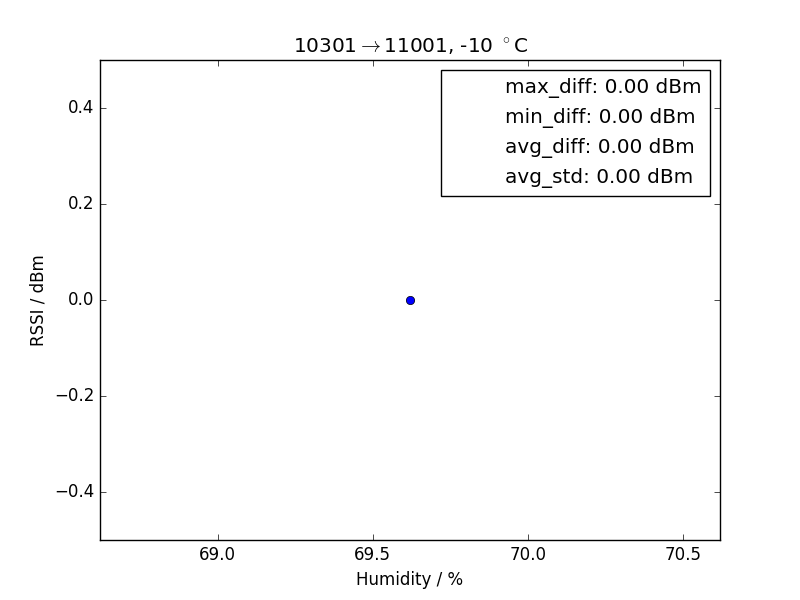 10301→11001, -10 °C
max_diff: 0.00 dBm
min_diff: 0.00 dBm
avg_diff: 0.00 dBm
avg_std: 0.00 dBm
RSSI / dBm
0.4
0.2
0.0
−0.2
−0.4
69.0 69.5 70.0 70.5
Humidity / %